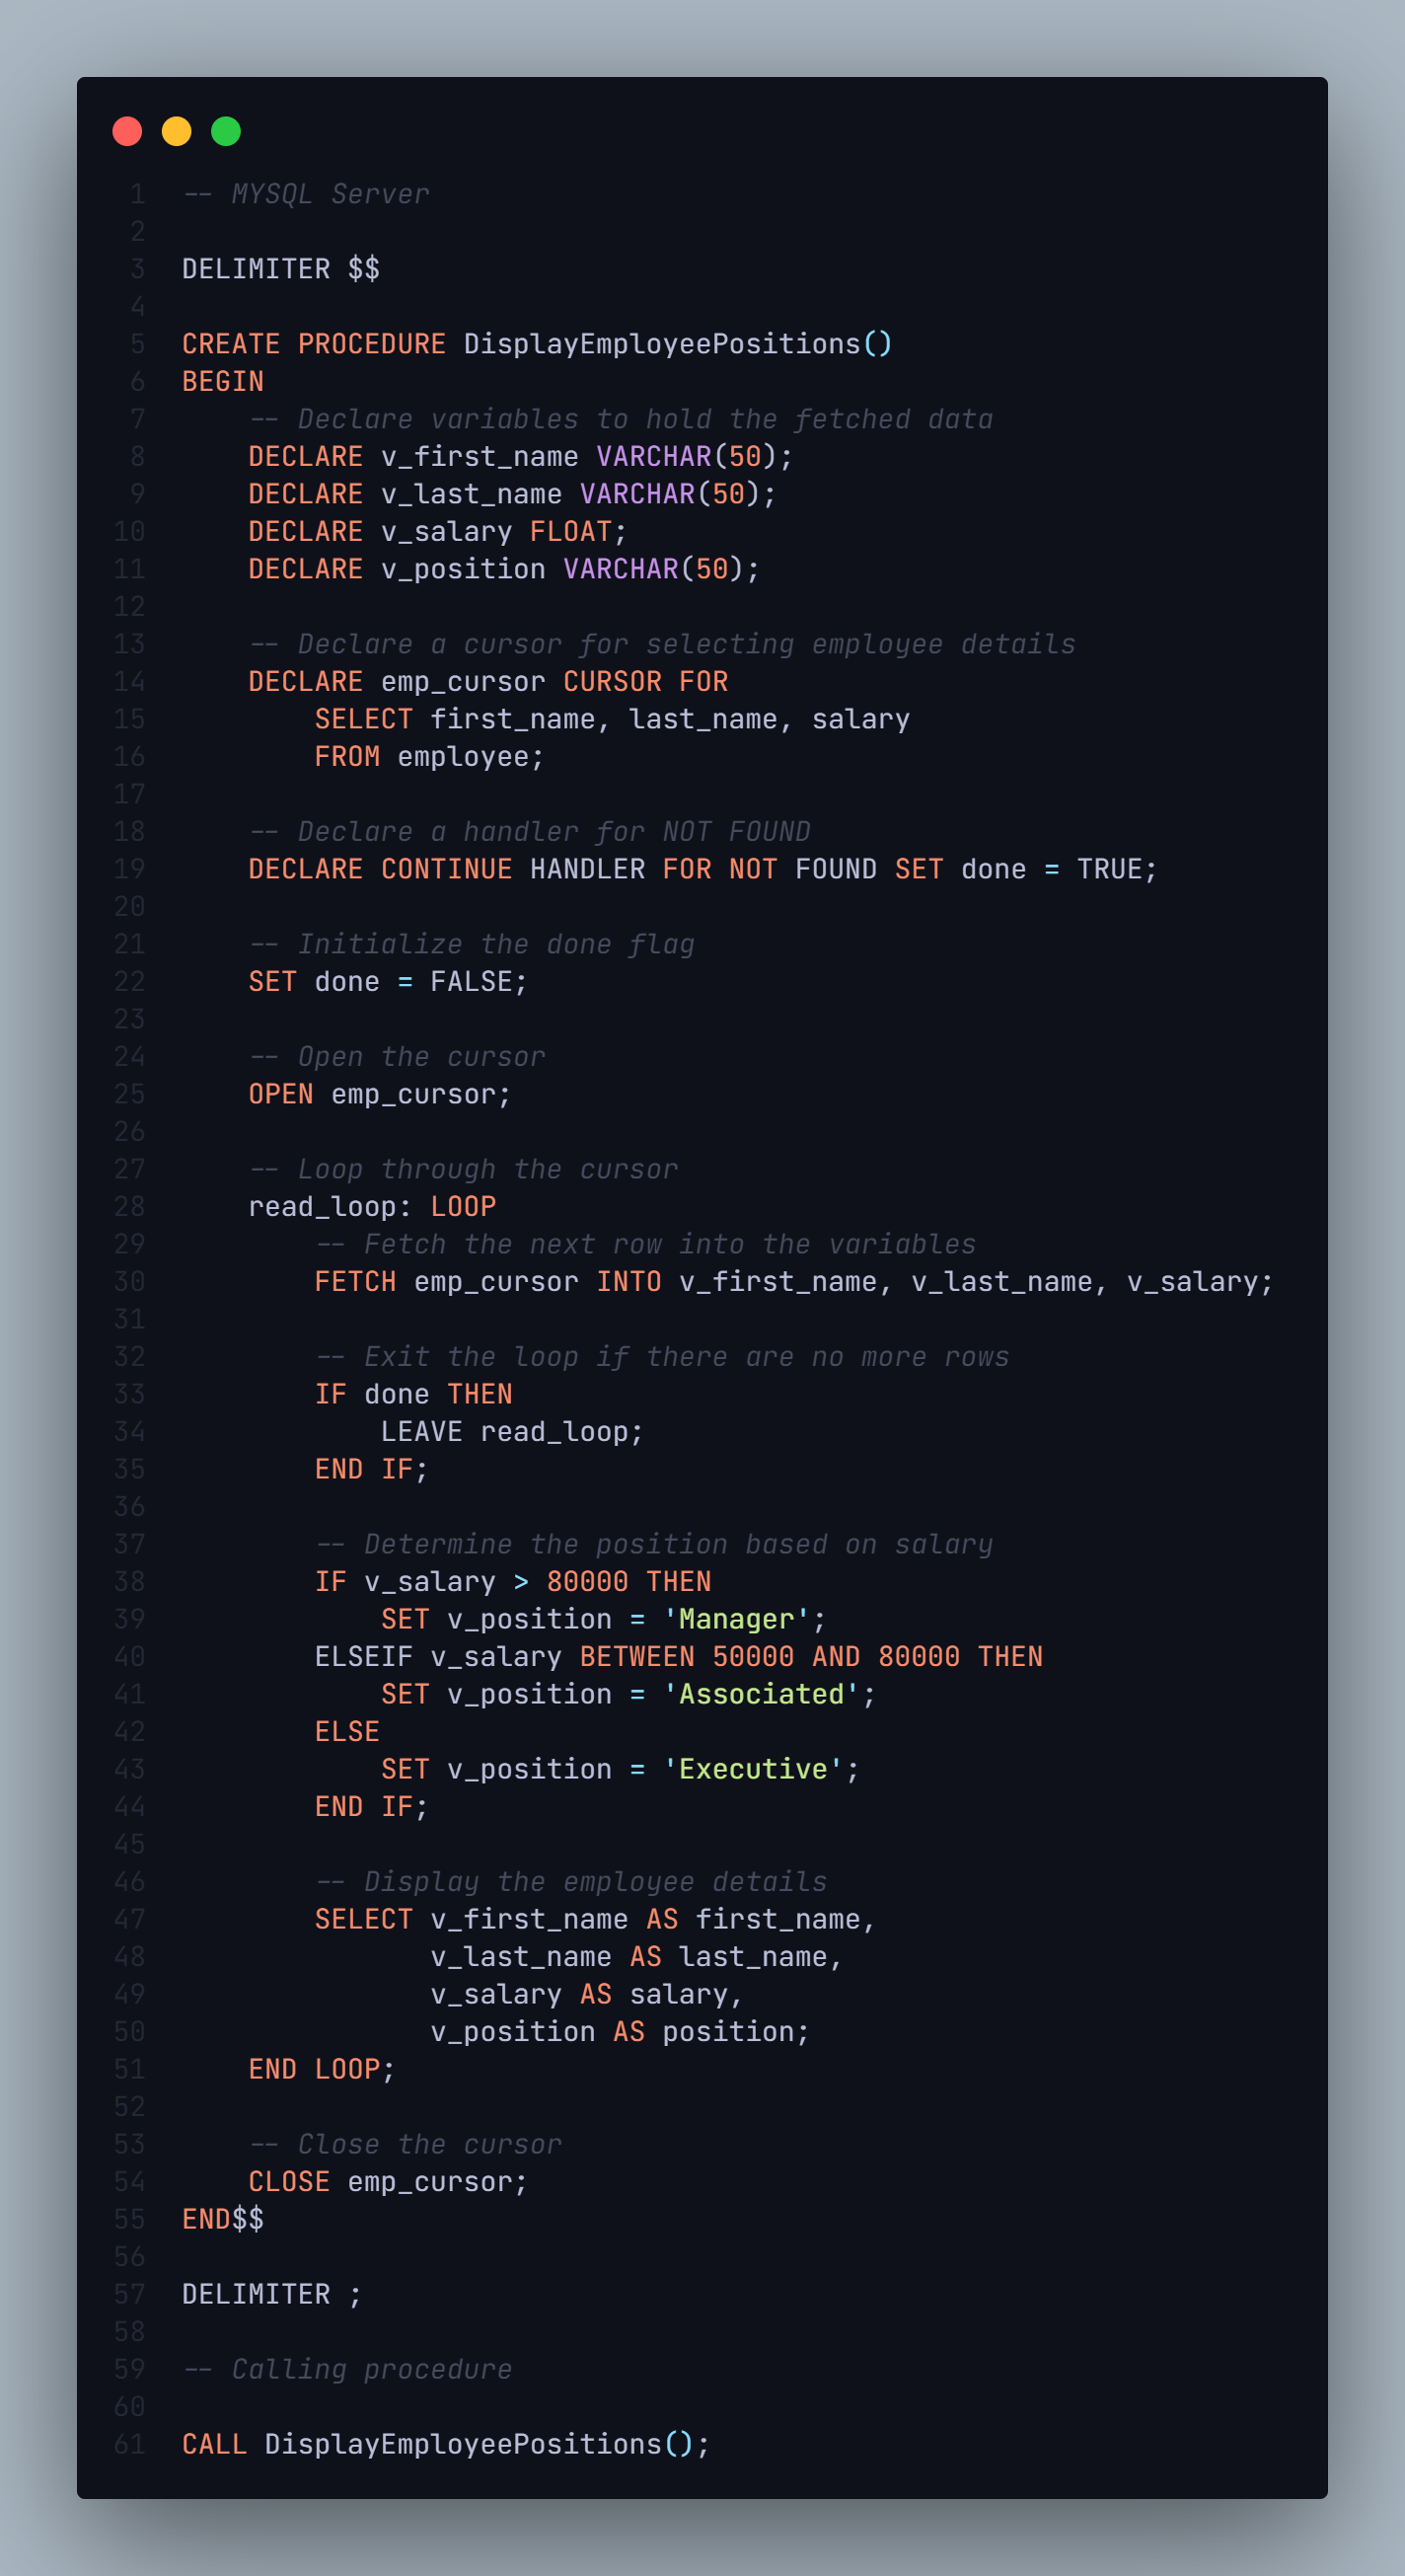 1 -- MYSQL Server
2
3 DELIMITER $$
4
5 CREATE PROCEDURE DisplayEmployeePositions()
6 BEGIN
7     -- Declare variables to hold the fetched data
8     DECLARE v_first_name VARCHAR(50);
9     DECLARE v_last_name VARCHAR(50);
10     DECLARE v_salary FLOAT;
11     DECLARE v_position VARCHAR(50);
12
13     -- Declare a cursor for selecting employee details
14     DECLARE emp_cursor CURSOR FOR
15         SELECT first_name, last_name, salary
16         FROM employee;
17
18     -- Declare a handler for NOT FOUND
19     DECLARE CONTINUE HANDLER FOR NOT FOUND SET done = TRUE;
20
21     -- Initialize the done flag
22     SET done = FALSE;
23
24     -- Open the cursor
25     OPEN emp_cursor;
26
27     -- Loop through the cursor
28     read_loop: LOOP
29         -- Fetch the next row into the variables
30         FETCH emp_cursor INTO v_first_name, v_last_name, v_salary;
31
32         -- Exit the loop if there are no more rows
33         IF done THEN
34             LEAVE read_loop;
35         END IF;
36
37         -- Determine the position based on salary
38         IF v_salary > 80000 THEN
39             SET v_position = 'Manager';
40         ELSEIF v_salary BETWEEN 50000 AND 80000 THEN
41             SET v_position = 'Associated';
42         ELSE
43             SET v_position = 'Executive';
44         END IF;
45
46         -- Display the employee details
47         SELECT v_first_name AS first_name,
48                v_last_name AS last_name,
49                v_salary AS salary,
50                v_position AS position;
51     END LOOP;
52
53     -- Close the cursor
54     CLOSE emp_cursor;
55 END$$
56
57 DELIMITER ;
58
59 -- Calling procedure
60
61 CALL DisplayEmployeePositions();